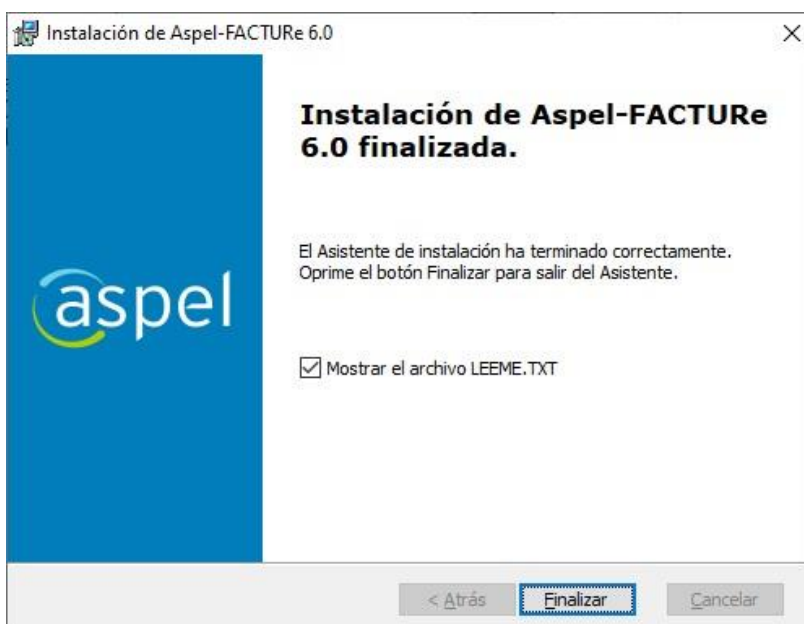 Instalación de Aspel-FACTURe 6.0
Instalación de Aspel-FACTURe
6.0 finalizada.
El Asistente de instalación ha terminado correctamente.
Oprime el botón Finalizar para salir del Asistente.
aspel
Mostrar el archivo LEEME.TXT
< Atrás
Finalizar
Cancelar